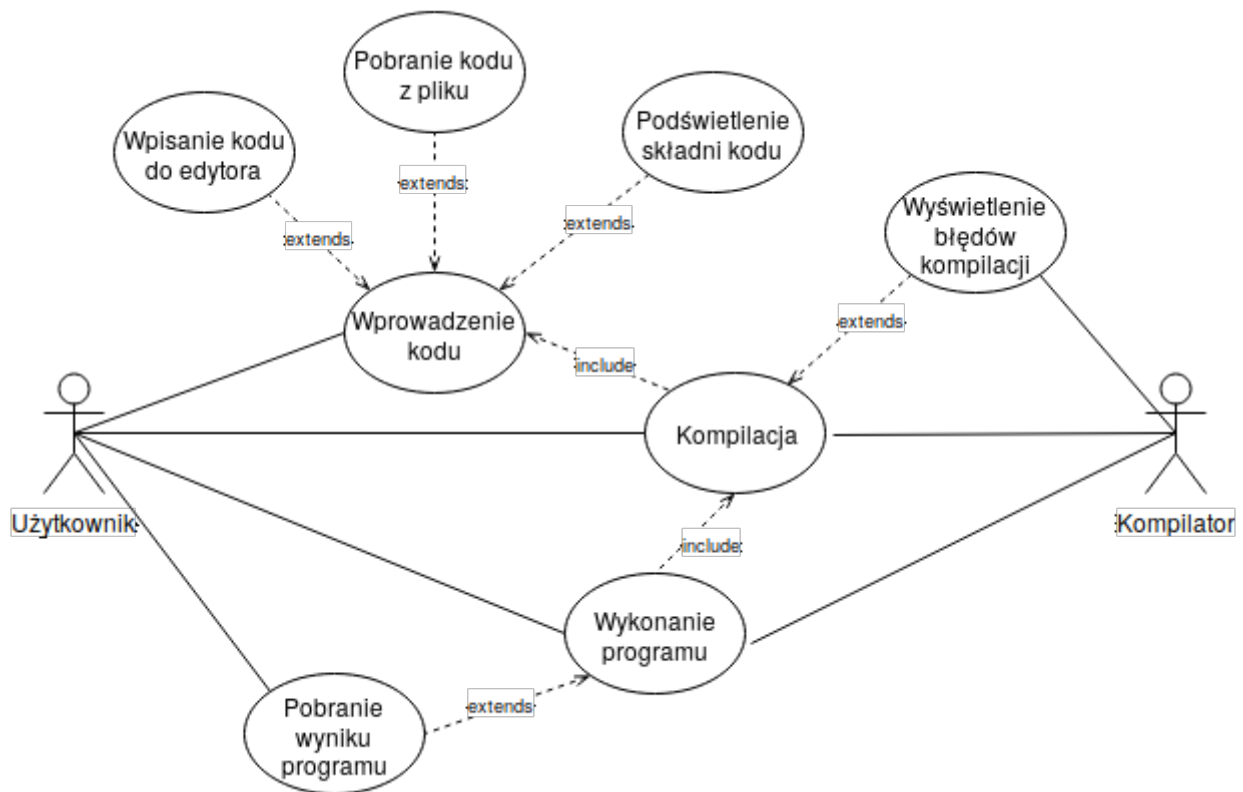 Pobranie kodu
z pliku
Wpisanie kodu
do edytora
Podświetlenie
składni kodu
extends
extends
extends
Wyświetlenie
błędów
kompilacji
extends
Wprowadzenie
kodu
include
Kompilacja
Użytkownik
Kompilator
include
Wykonanie
programu
extends
Pobranie
wyniku
programu